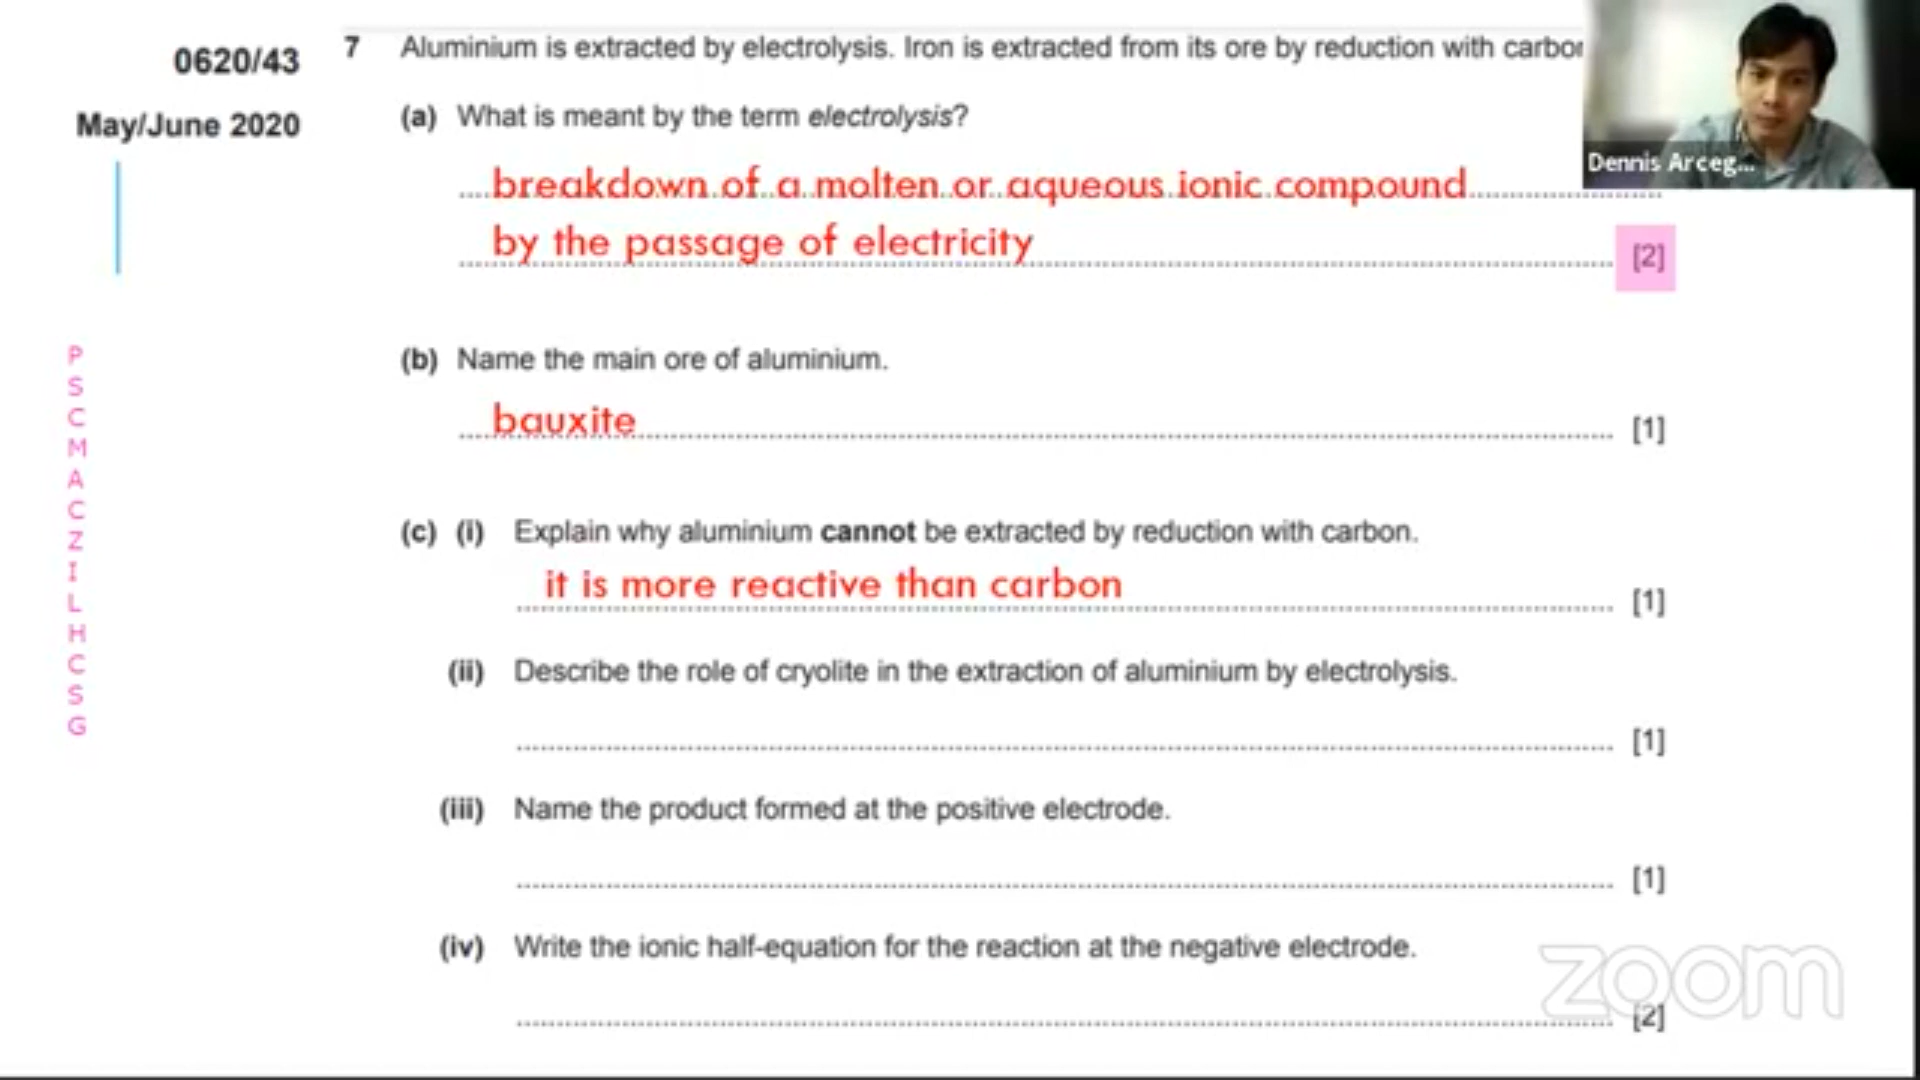 0620/43
May/June 2020
7 Aluminium is extracted by electrolysis. Iron is extracted from its ore by reduction with carbon
(a) What is meant by the term electrolysis?
breakdown of a molten or aqueous ionic compound
by the passage of electricity
[2]
(b) Name the main ore of aluminium.
bauxite
[1]
(c) (i) Explain why aluminium cannot be extracted by reduction with carbon.
it is more reactive than carbon
[1]
(ii) Describe the role of cryolite in the extraction of aluminium by electrolysis.
[1]
(iii) Name the product formed at the positive electrode.
[1]
(iv) Write the ionic half-equation for the reaction at the negative electrode.
[2]
P
S
C
M
A
C
Z
I
L
H
C
S
G
Dennis Arceg...
zoom